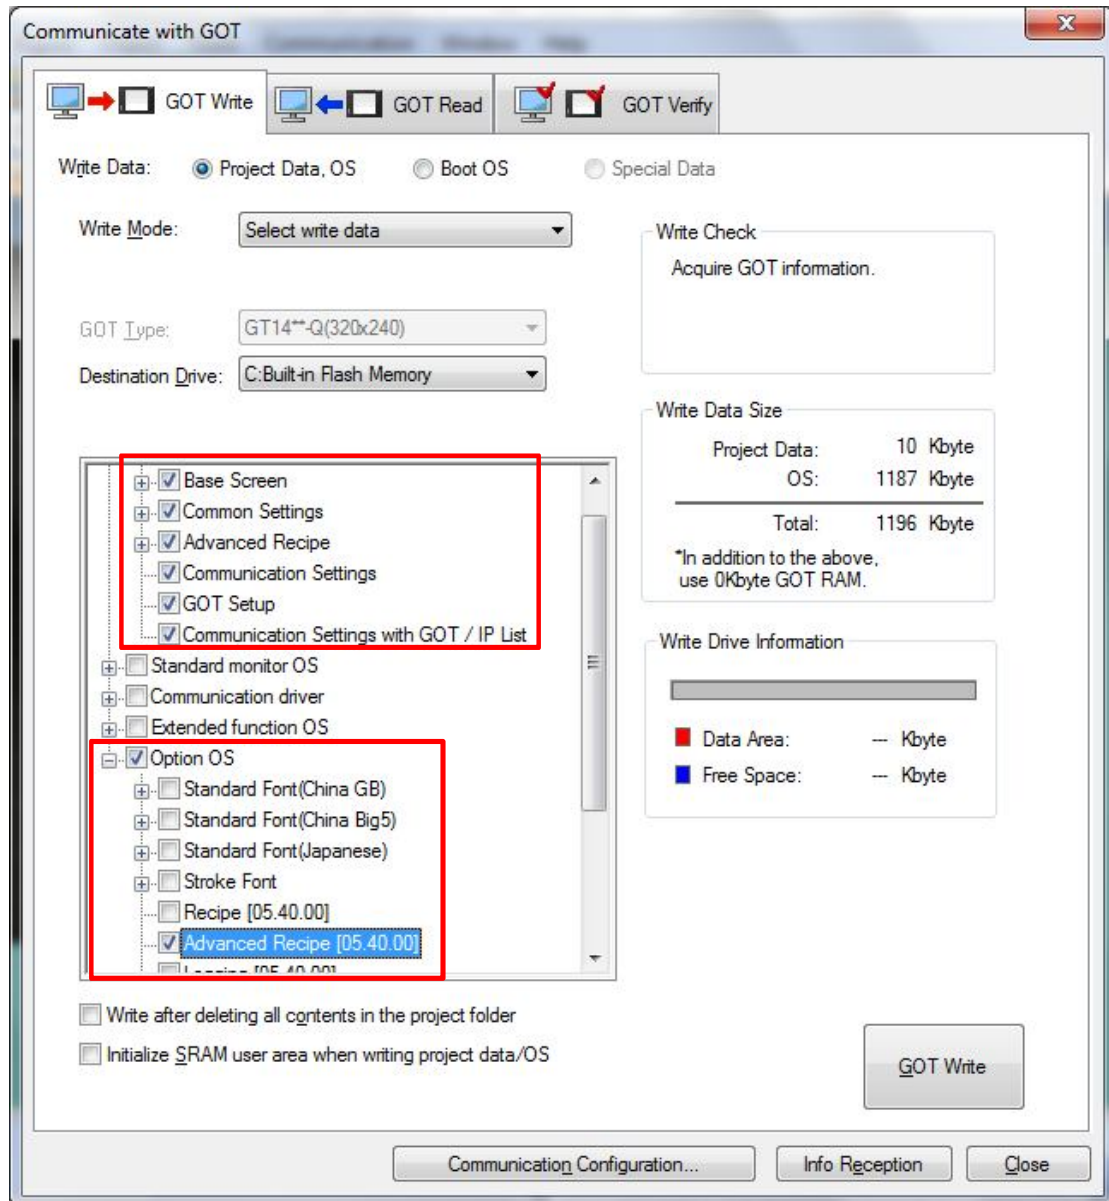 Communicate with GOT
GOT Write
GOT Read
GOT Verify
Write Data:
Project Data, OS
Boot OS
Special Data
Write Mode:
Select write data
GOT Type:
GT14**-Q(320x240)
Destination Drive:
C:Built-in Flash Memory
Base Screen
Common Settings
Advanced Recipe
Communication Settings
GOT Setup
Communication Settings with GOT / IP List
Standard monitor OS
Communication driver
Extended function OS
Option OS
Standard Font(China GB)
Standard Font(China Big5)
Standard Font(Japanese)
Stroke Font
Recipe [05.40.00]
Advanced Recipe [05.40.00]
Logging [05.40.00]
Write Check
Acquire GOT information.
Write Data Size
Project Data: 10 Kbyte
OS: 1187 Kbyte
Total: 1196 Kbyte
*In addition to the above,
use 0Kbyte GOT RAM.
Write Drive Information
Data Area: --- Kbyte
Free Space: --- Kbyte
Write after deleting all contents in the project folder
Initialize SRAM user area when writing project data/OS
GOT Write
Communication Configuration...
Info Reception
Close